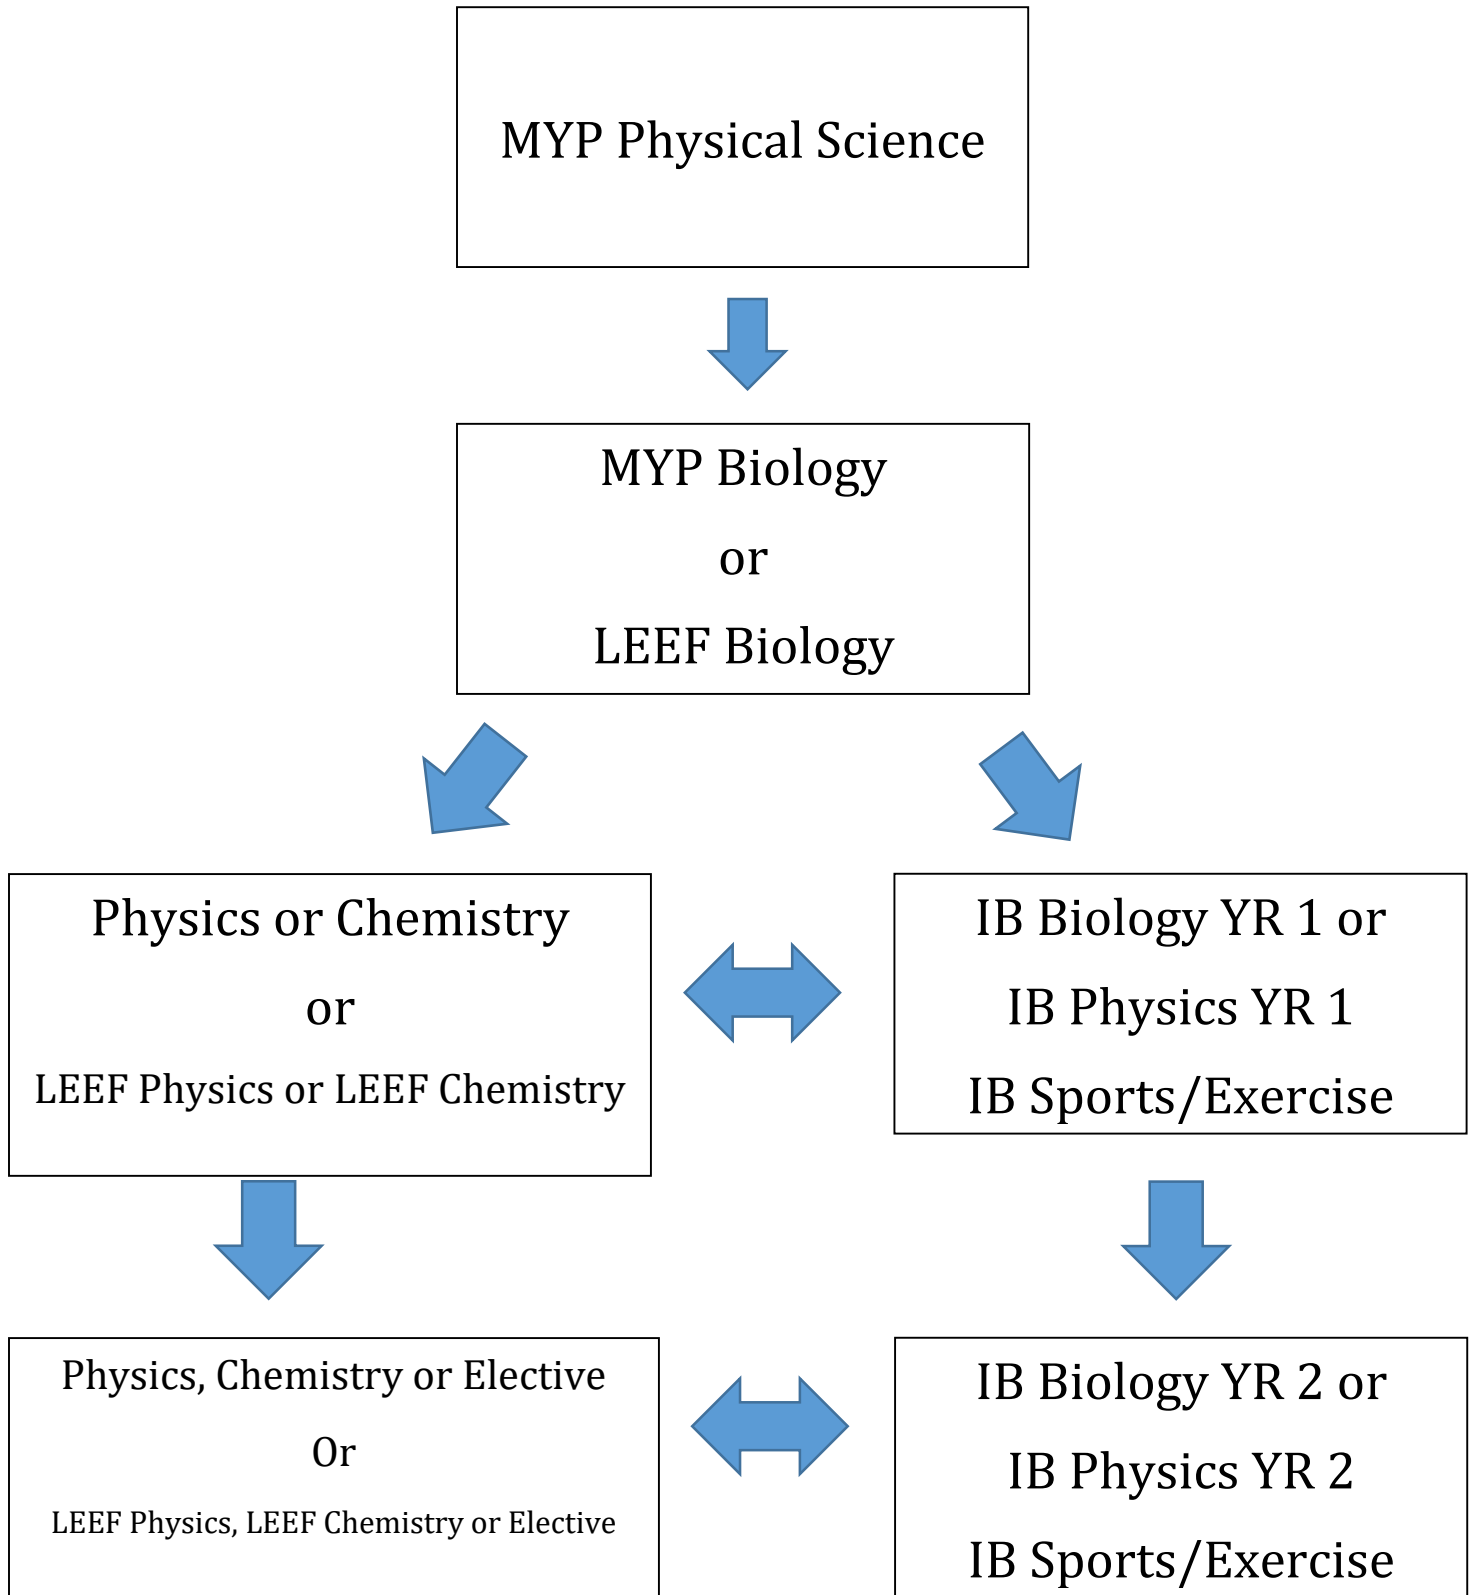 MYP Physical Science
MYP Biology
or
LEEF Biology
Physics or Chemistry
or
LEEF Physics or LEEF Chemistry
IB Biology YR 1 or
IB Physics YR 1
IB Sports/Exercise
Physics, Chemistry or Elective
Or
LEEF Physics, LEEF Chemistry or Elective
IB Biology YR 2 or
IB Physics YR 2
IB Sports/Exercise